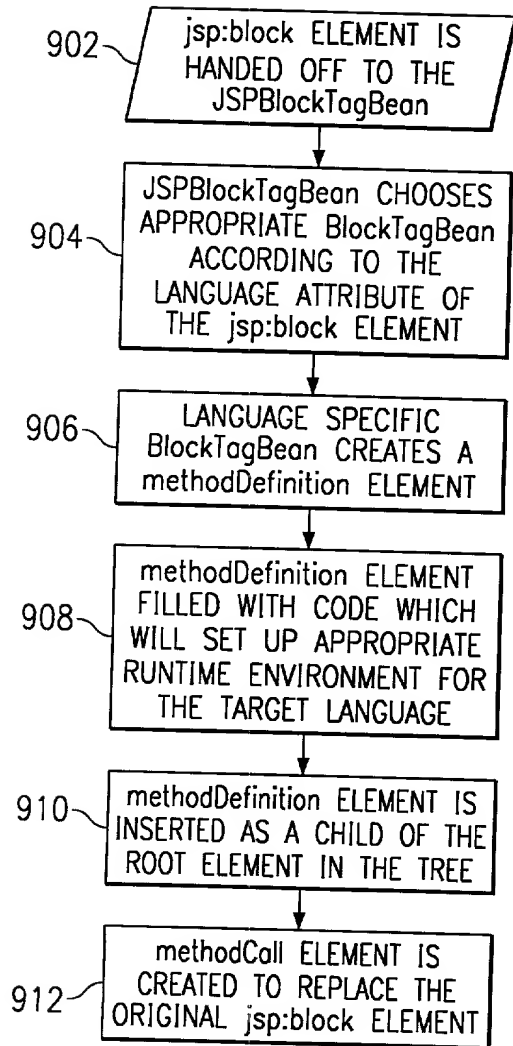 902
jsp:block ELEMENT IS
HANDED OFF TO THE
JSPBlockTagBean
904
JSPBlockTagBean CHOOSES
APPROPRIATE BlockTagBean
ACCORDING TO THE
LANGUAGE ATTRIBUTE OF
THE jsp:block ELEMENT
906
LANGUAGE SPECIFIC
BlockTagBean CREATES A
methodDefinition ELEMENT
908
methodDefinition ELEMENT
FILLED WITH CODE WHICH
WILL SET UP APPROPRIATE
RUNTIME ENVIRONMENT FOR
THE TARGET LANGUAGE
910
methodDefinition ELEMENT IS
INSERTED AS A CHILD OF THE
ROOT ELEMENT IN THE TREE
912
methodCall ELEMENT IS
CREATED TO REPLACE THE
ORIGINAL jsp:block ELEMENT